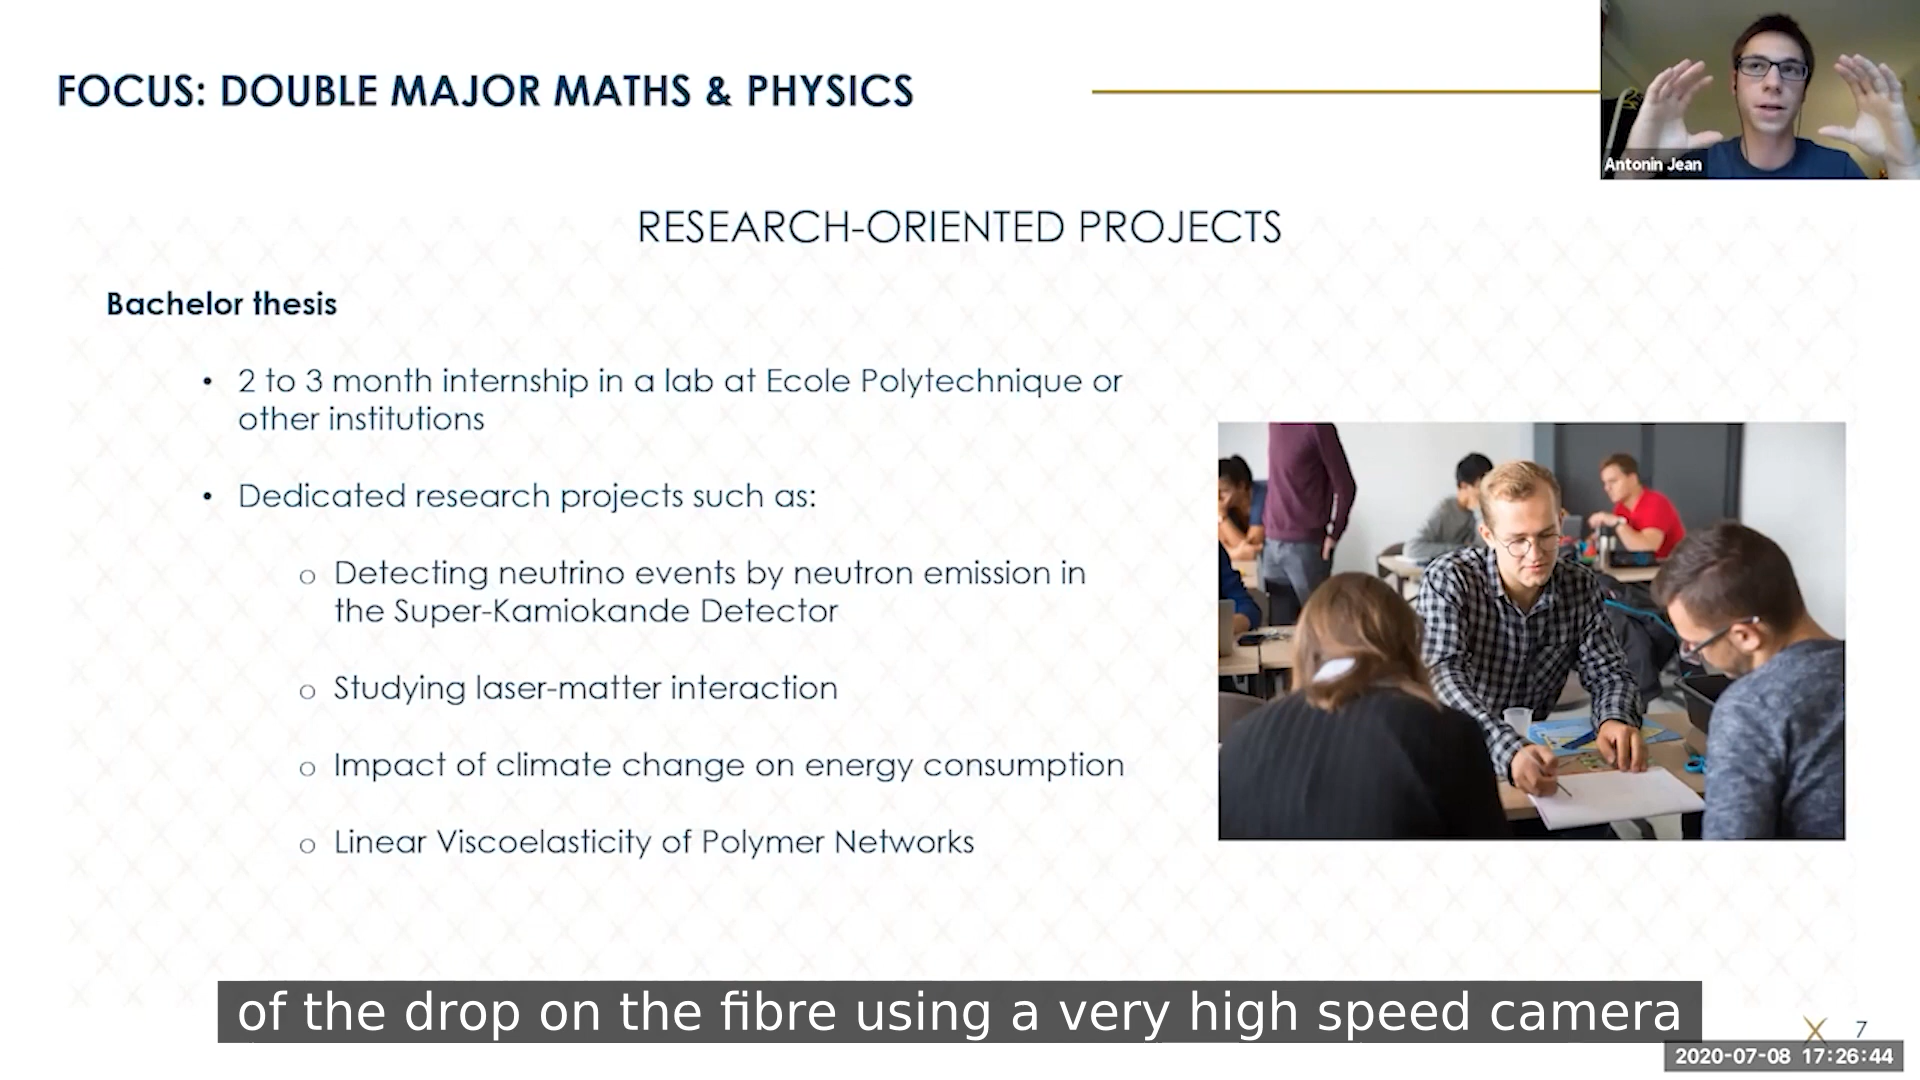 FOCUS: DOUBLE MAJOR MATHS & PHYSICS
Antonin Jean
RESEARCH-ORIENTED PROJECTS
Bachelor thesis
• 2 to 3 month internship in a lab at Ecole Polytechnique or
other institutions
• Dedicated research projects such as:
o Detecting neutrino events by neutron emission in
the Super-Kamiokande Detector
o Studying laser-matter interaction
o Impact of climate change on energy consumption
o Linear Viscoelasticity of Polymer Networks
of the drop on the fibre using a very high speed camera
7
2020-07-08 17:26:44